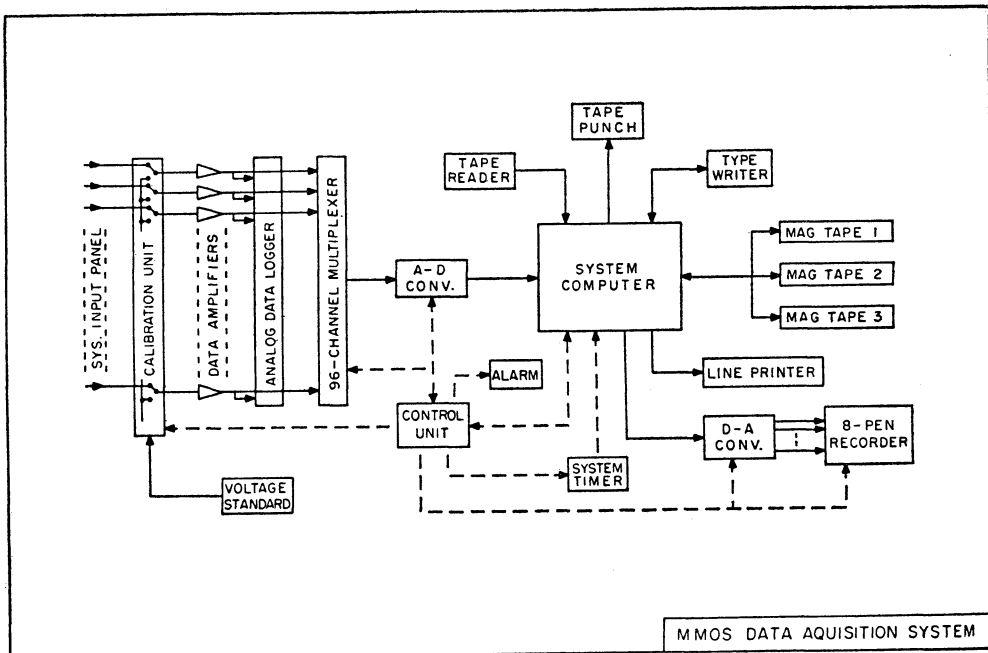 TAPE
PUNCH
TAPE
READER
TYPE
WRITER
SYS. INPUT PANEL
CALIBRATION UNIT
DATA AMPLIFIERS
ANALOG DATA LOGGER
96-CHANNEL MULTIPLEXER
A-D
CONV.
SYSTEM
COMPUTER
MAG TAPE 1
MAG TAPE 2
MAG TAPE 3
LINE PRINTER
ALARM
CONTROL
UNIT
SYSTEM
TIMER
D-A
CONV.
8-PEN
RECORDER
VOLTAGE
STANDARD
MMOS DATA AQUISITION SYSTEM